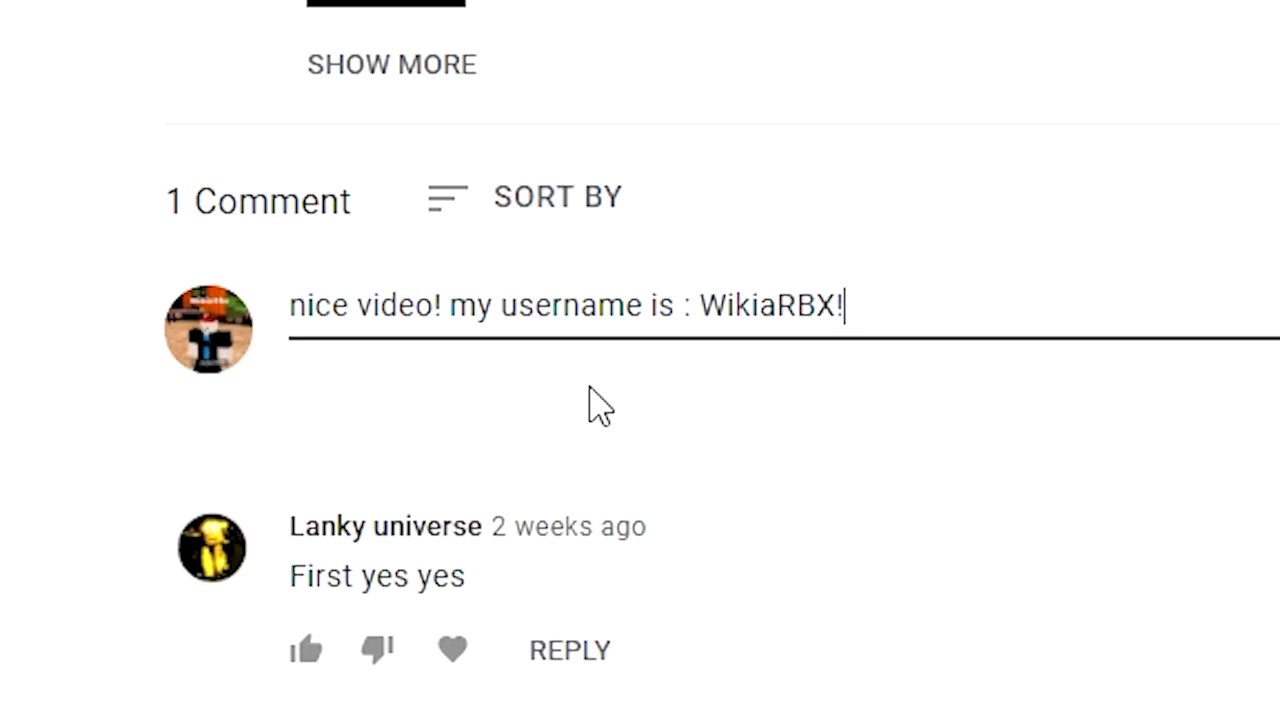 SHOW MORE
1 Comment
SORT BY
nice video! my username is : WikiaRBX!
Lanky universe 2 weeks ago
First yes yes
REPLY